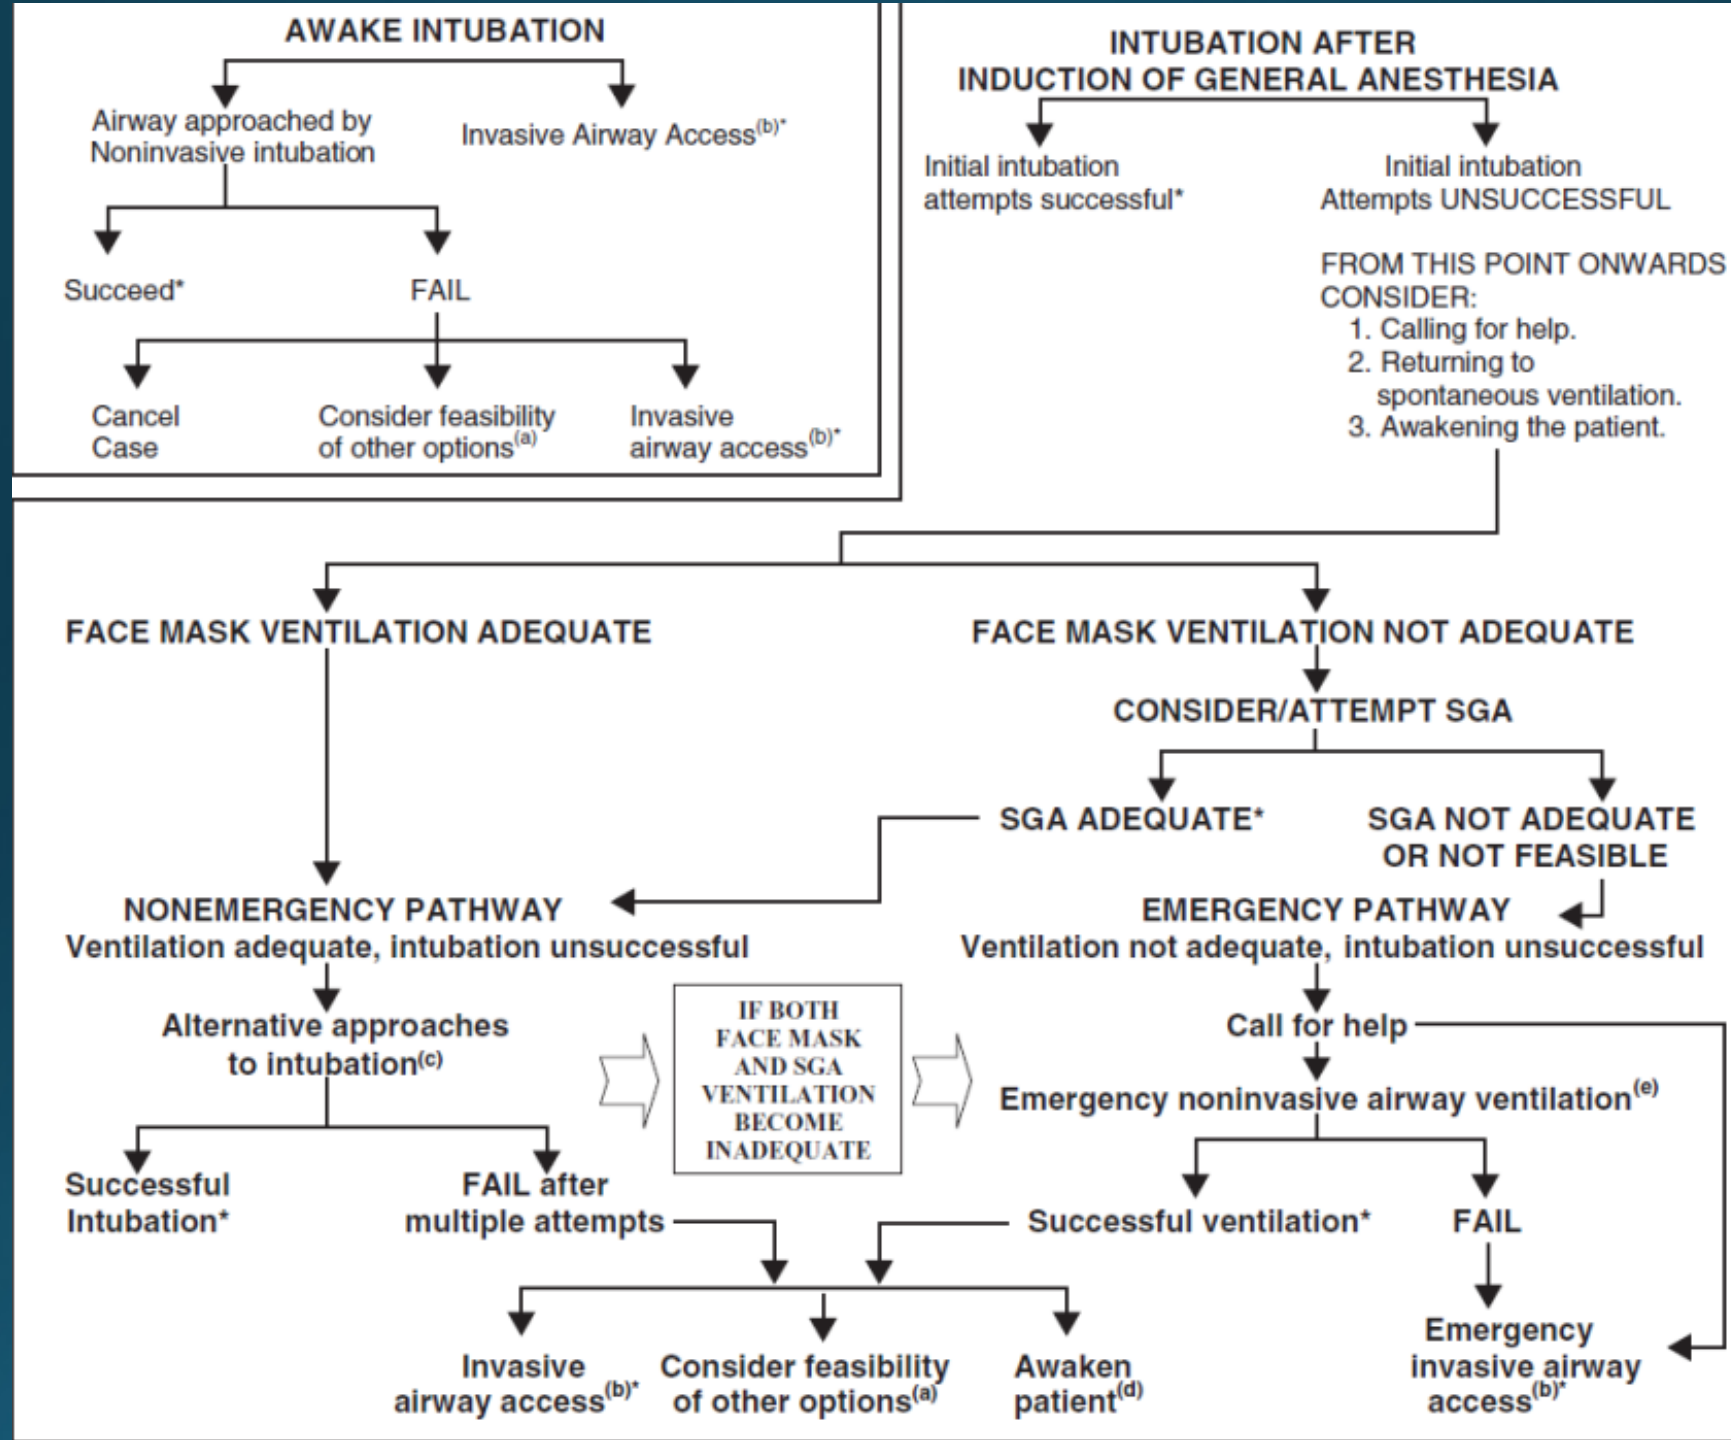 AWAKE INTUBATION
Airway approached by
Noninvasive intubation
Invasive Airway Access(b)*
Succeed*
FAIL
Cancel
Case
Consider feasibility
of other options(a)
Invasive
airway access(b)*
INTUBATION AFTER
INDUCTION OF GENERAL ANESTHESIA
Initial intubation
attempts successful*
Initial intubation
Attempts UNSUCCESSFUL
FROM THIS POINT ONWARDS
CONSIDER:
1. Calling for help.
2. Returning to
spontaneous ventilation.
3. Awakening the patient.
FACE MASK VENTILATION ADEQUATE
FACE MASK VENTILATION NOT ADEQUATE
CONSIDER/ATTEMPT SGA
SGA ADEQUATE*
SGA NOT ADEQUATE
OR NOT FEASIBLE
NONEMERGENCY PATHWAY
Ventilation adequate, intubation unsuccessful
EMERGENCY PATHWAY
Ventilation not adequate, intubation unsuccessful
Alternative approaches
to intubation(c)
IF BOTH
FACE MASK
AND SGA
VENTILATION
BECOME
INADEQUATE
Call for help
Emergency noninvasive airway ventilation(e)
Successful
Intubation*
FAIL after
multiple attempts
Successful ventilation*
FAIL
Invasive
airway access(b)*
Consider feasibility
of other options(a)
Awaken
patient(d)
Emergency
invasive airway
access(b)*